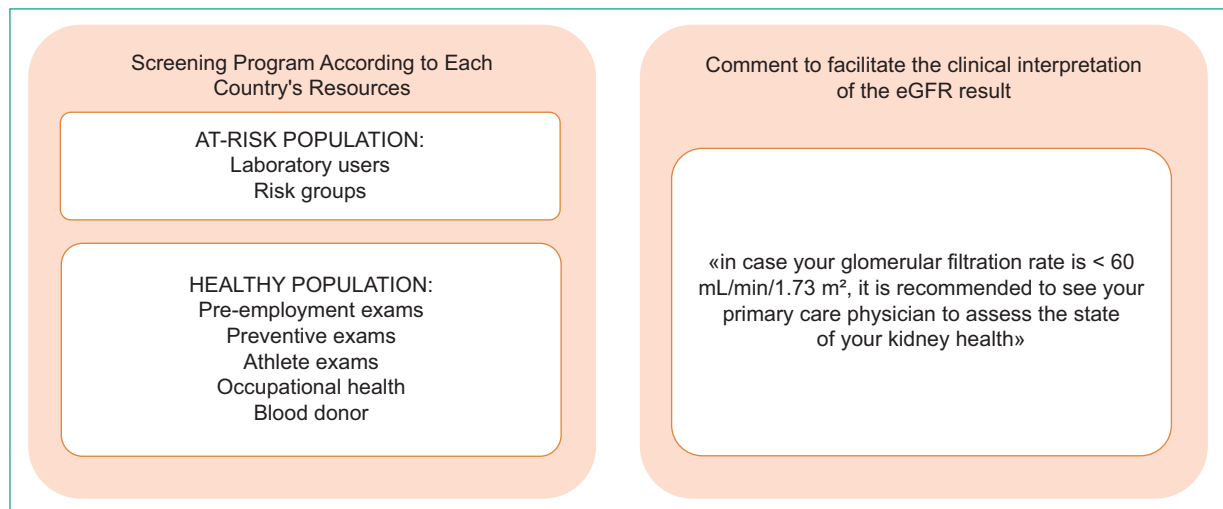 Screening Program According to Each
Country's Resources
AT-RISK POPULATION:
Laboratory users
Risk groups
HEALTHY POPULATION:
Pre-employment exams
Preventive exams
Athlete exams
Occupational health
Blood donor
Comment to facilitate the clinical interpretation
of the eGFR result
«in case your glomerular filtration rate is < 60
mL/min/1.73 m², it is recommended to see your
primary care physician to assess the state
of your kidney health»